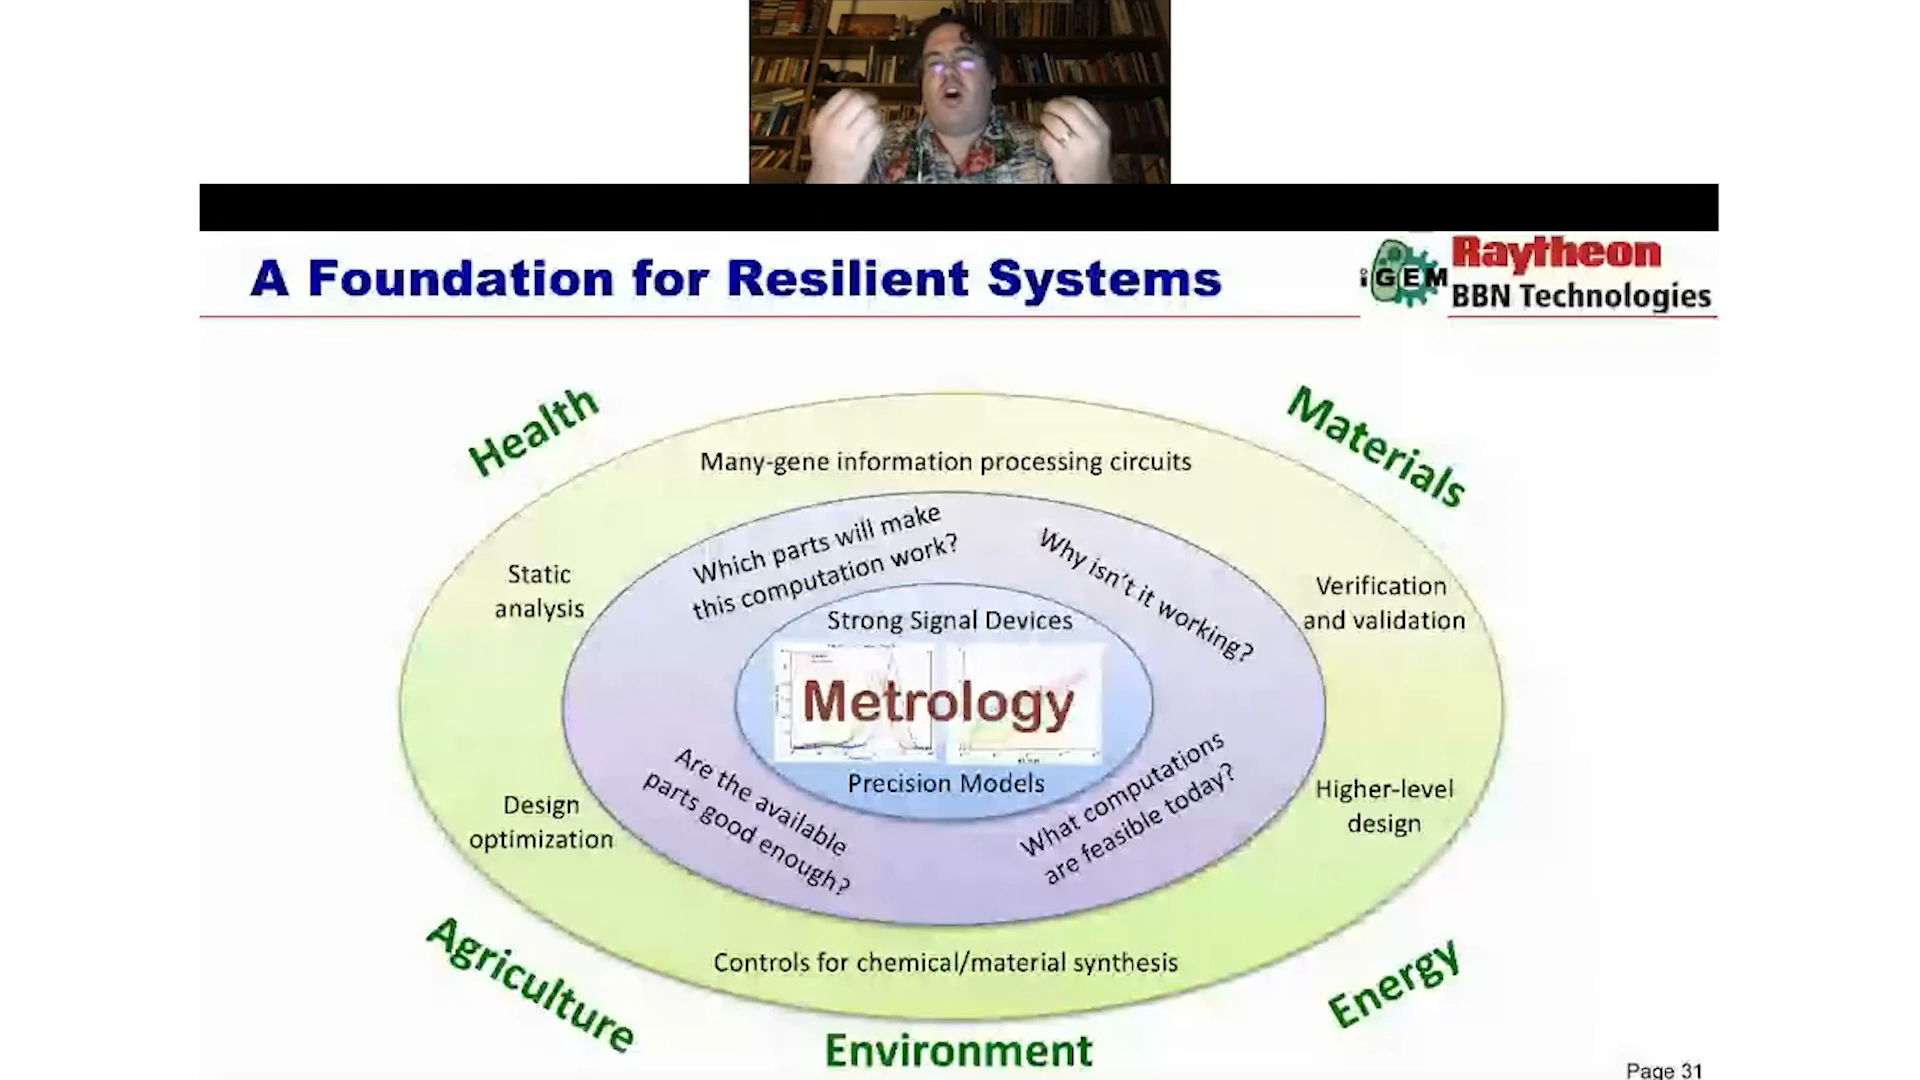 A Foundation for Resilient Systems
iGEM
Raytheon
BBN Technologies
Health
Materials
Many-gene information processing circuits
Which parts will make
this computation work?
Why isn't it working?
Static
analysis
Verification
and validation
Strong Signal Devices
Metrology
Precision Models
Are the available
parts good enough?
What computations
are feasible today?
Design
optimization
Higher-level
design
Controls for chemical/material synthesis
Agriculture
Environment
Energy
Page 31